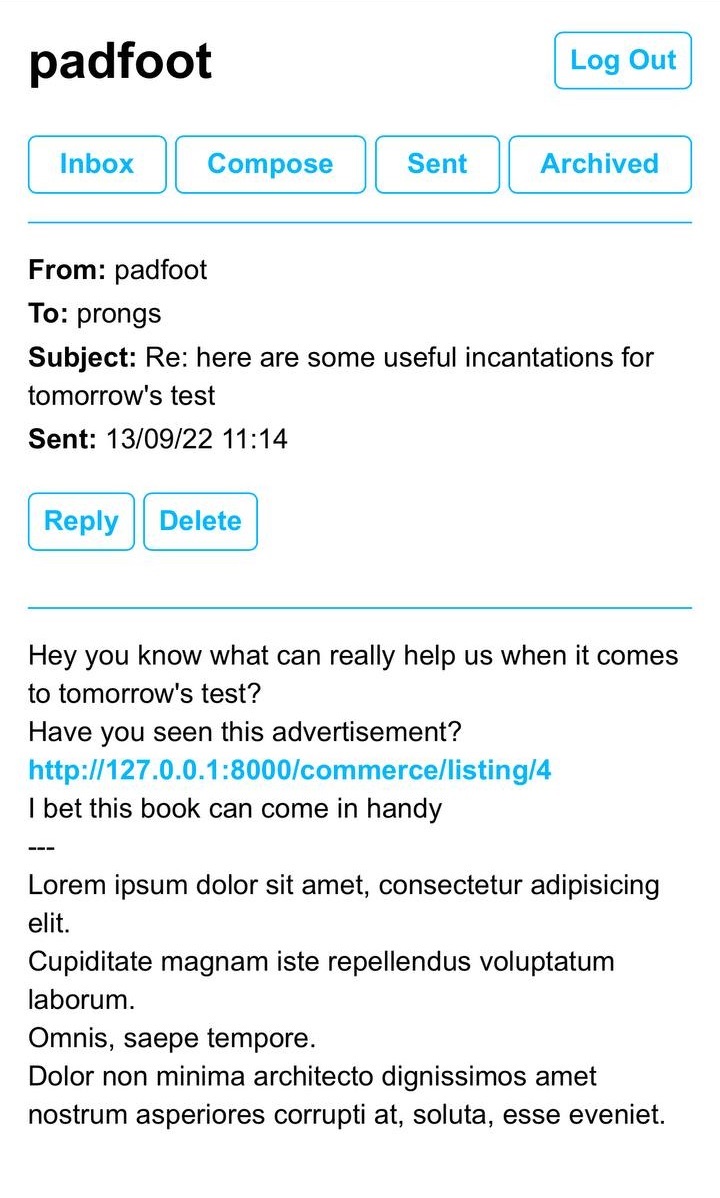 padfoot
Log Out
Inbox
Compose
Sent
Archived
From: padfoot
To: prongs
Subject: Re: here are some useful incantations for
tomorrow's test
Sent: 13/09/22 11:14
Reply
Delete
Hey you know what can really help us when it comes
to tomorrow's test?
Have you seen this advertisement?
http://127.0.0.1:8000/commerce/listing/4
I bet this book can come in handy
---
Lorem ipsum dolor sit amet, consectetur adipisicing
elit.
Cupiditate magnam iste repellendus voluptatum
laborum.
Omnis, saepe tempore.
Dolor non minima architecto dignissimos amet
nostrum asperiores corrupti at, soluta, esse eveniet.